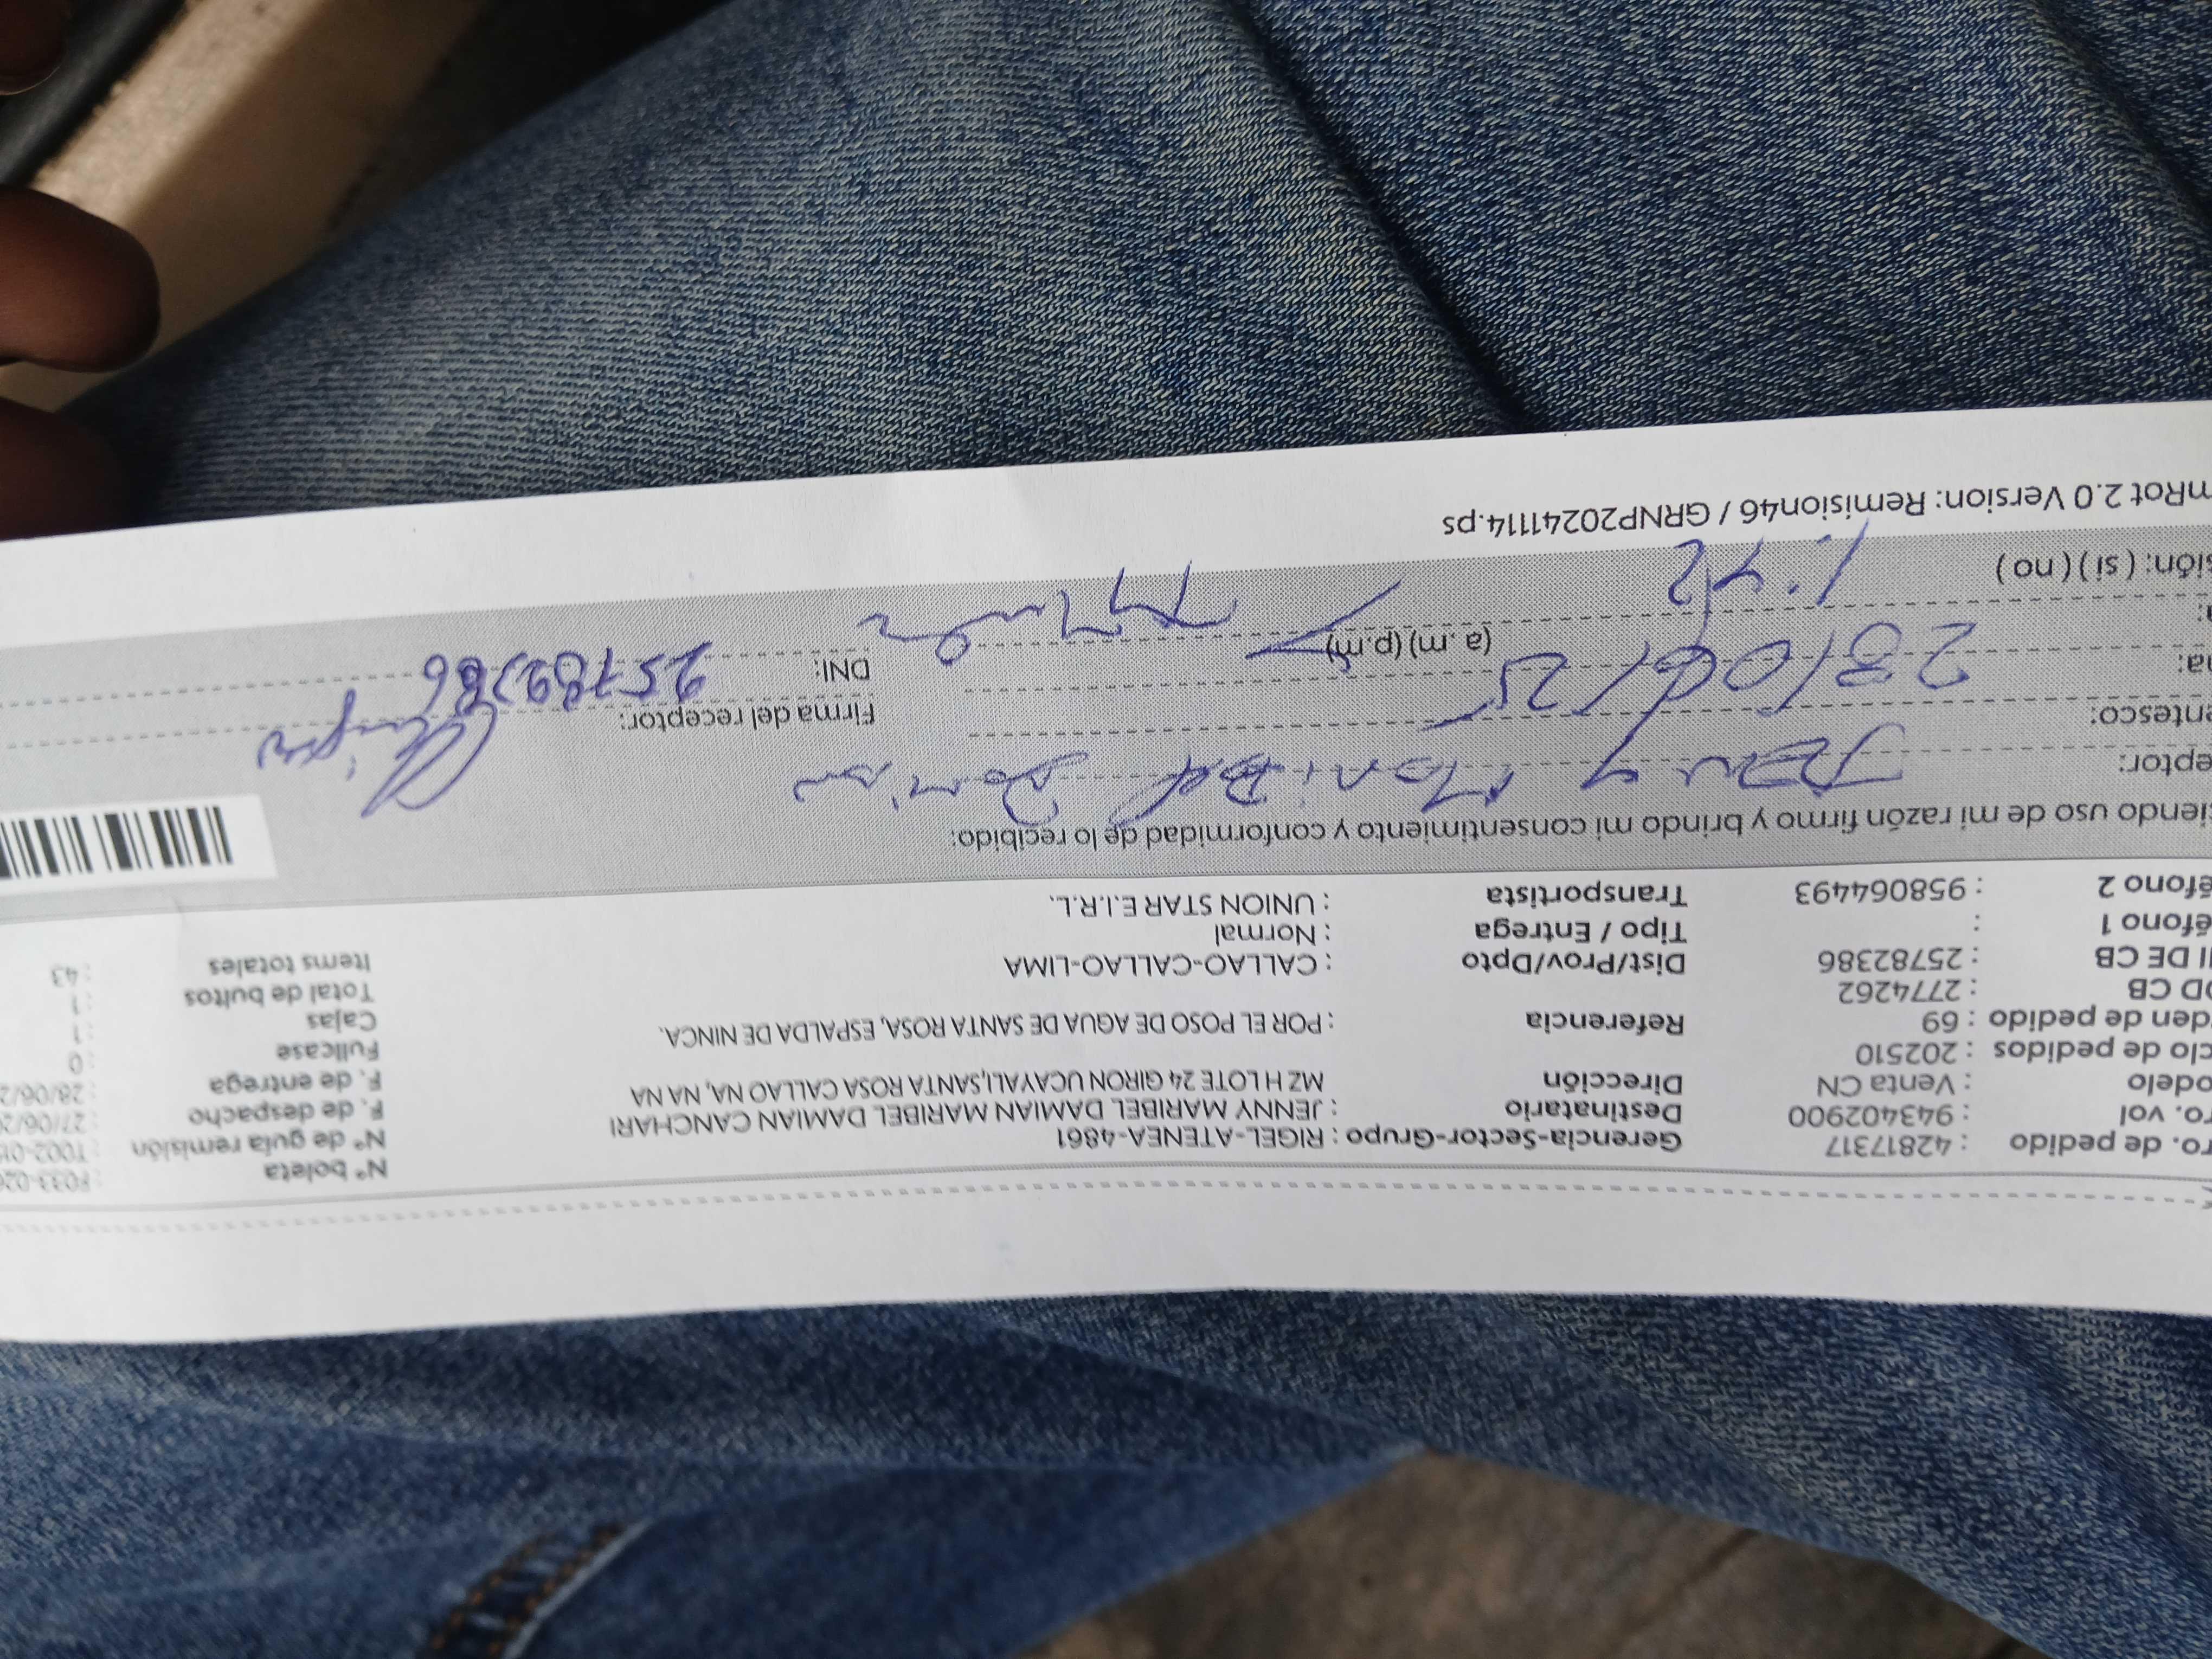 ro. de pedido : 42817317 Gerencia-Sector-Grupo : RIGEL-ATENEA-4861 N° boleta : F033-02
ro. vol : 943402900 Destinatario : JENNY MARIBEL DAMIAN MARIBEL DAMIAN CANCHARI N° de guía remisión : T002-01
odelo : Venta CN Dirección MZ H LOTE 24 GIRON UCAYALI,SANTA ROSA CALLAO NA, NA NA F. de despacho : 27/06/2
clo de pedidos : 202510 F. de entrega : 28/06/2
den de pedido : 69 Referencia : POR EL POSO DE AGUA DE SANTA ROSA, ESPALDA DE NINCA. Fullcase : 0
OD CB : 2774262 Cajas : 1
II DE CB : 25782386 Dist/Prov/Dpto : CALLAO-CALLAO-LIMA Total de bultos : 1
éfono 1 : Tipo / Entrega : Normal Items totales : 43
éfono 2 : 958064493 Transportista : UNION STAR E.I.R.L.
iendo uso de mi razón firmo y brindo mi consentimiento y conformidad de lo recibido:
eptor: Jenny Maribel Damian
entesco: Firma del receptor:
a: 28/06/25 DNI: 25782386
: 1:42 (a.m) (p.m)
sión: ( si ) ( no )
mRot 2.0 Version: Remision46 / GRNP20241114.ps